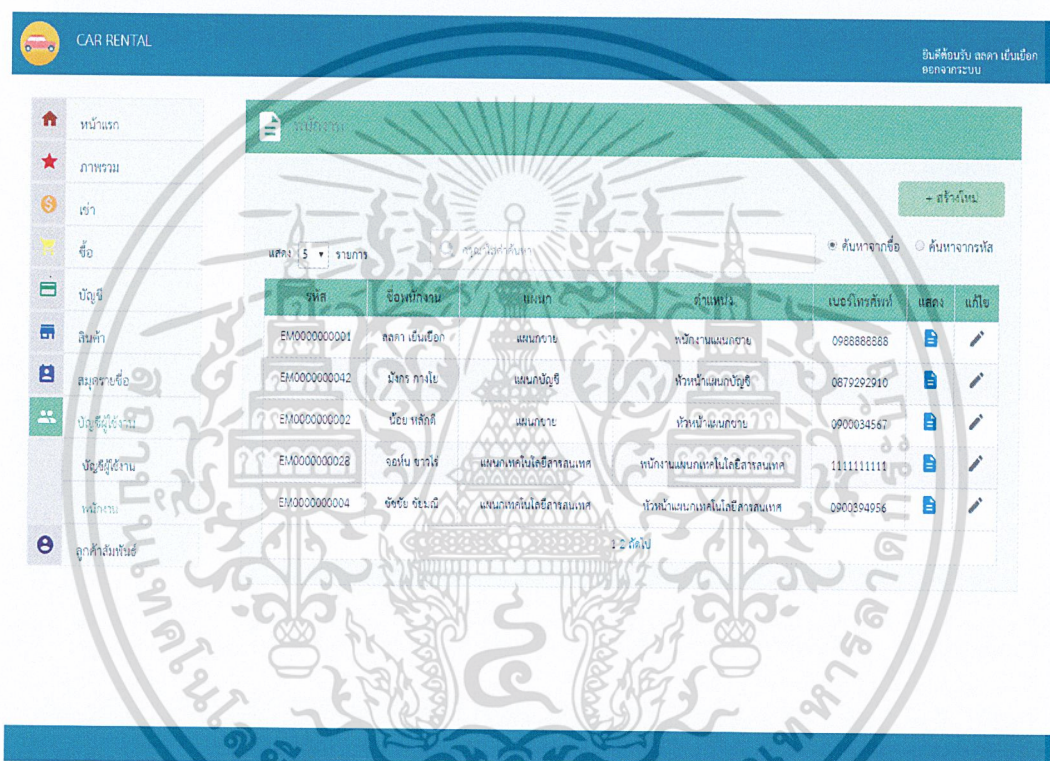 CAR RENTAL
ยินดีต้อนรับ ลลดา เย็นเยือก
ออกจากระบบ
หน้าแรก
ภาพรวม
เช่า
ซื้อ
บัญชี
สินค้า
สมุดรายชื่อ
บัญชีผู้ใช้งาน
บัญชีผู้ใช้งาน
พนักงาน
ลูกค้าสัมพันธ์
พนักงาน
+ สร้างใหม่
แสดง 5 รายการ
กรุณาใส่คำค้นหา
ค้นหาจากชื่อ ค้นหาจากรหัส
รหัส ชื่อพนักงาน แผนก ตำแหน่ง เบอร์โทรศัพท์ แสดง แก้ไข
EM0000000001 ลลดา เย็นเยือก แผนกขาย พนักงานแผนกขาย 0988888888
EM0000000042 มังกร กางโย แผนกบัญชี หัวหน้าแผนกบัญชี 0879292910
EM0000000002 น้อย หลักดี แผนกขาย หัวหน้าแผนกขาย 0900034567
EM0000000028 จอห์น ชาวไร่ แผนกเทคโนโลยีสารสนเทศ พนักงานแผนกเทคโนโลยีสารสนเทศ 1111111111
EM0000000004 ชัชชัย ชัยมณี แผนกเทคโนโลยีสารสนเทศ หัวหน้าแผนกเทคโนโลยีสารสนเทศ 0900394956
1 2 ถัดไป